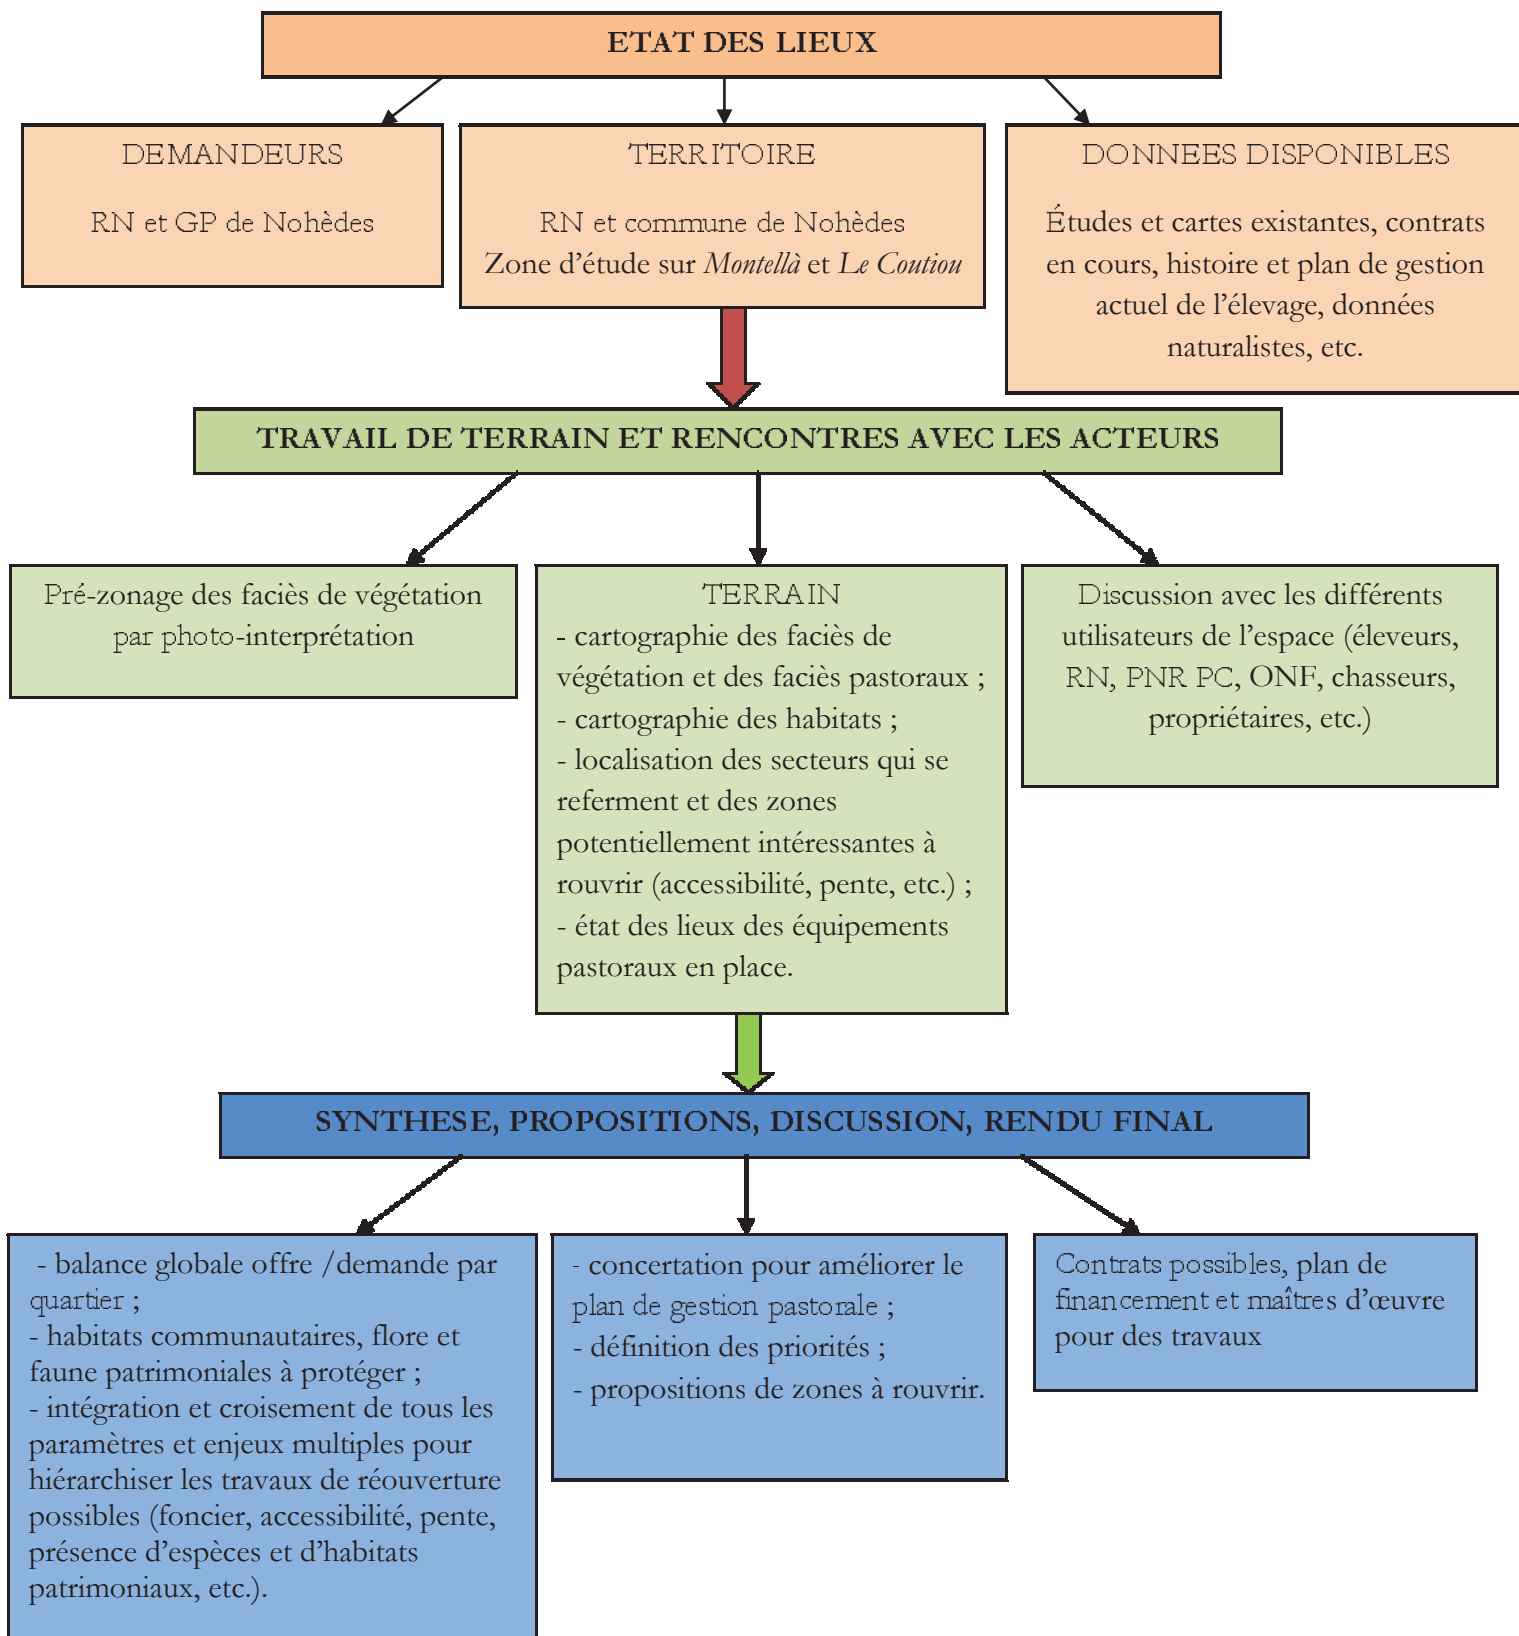 ETAT DES LIEUX
DEMANDEURS
RN et GP de Nohèdes
TERRITOIRE
RN et commune de Nohèdes
Zone d’étude sur Montellà et Le Coutiou
DONNEES DISPONIBLES
Études et cartes existantes, contrats
en cours, histoire et plan de gestion
actuel de l’élevage, données
naturalistes, etc.
TRAVAIL DE TERRAIN ET RENCONTRES AVEC LES ACTEURS
Pré-zonage des faciès de végétation
par photo-interprétation
TERRAIN
- cartographie des faciès de
végétation et des faciès pastoraux ;
- cartographie des habitats ;
- localisation des secteurs qui se
referment et des zones
potentiellement intéressantes à
rouvrir (accessibilité, pente, etc.) ;
- état des lieux des équipements
pastoraux en place.
Discussion avec les différents
utilisateurs de l’espace (éleveurs,
RN, PNR PC, ONF, chasseurs,
propriétaires, etc.)
SYNTHESE, PROPOSITIONS, DISCUSSION, RENDU FINAL
- balance globale offre /demande par
quartier ;
- habitats communautaires, flore et
faune patrimoniales à protéger ;
- intégration et croisement de tous les
paramètres et enjeux multiples pour
hiérarchiser les travaux de réouverture
possibles (foncier, accessibilité, pente,
présence d’espèces et d’habitats
patrimoniaux, etc.).
- concertation pour améliorer le
plan de gestion pastorale ;
- définition des priorités ;
- propositions de zones à rouvrir.
Contrats possibles, plan de
financement et maîtres d’œuvre
pour des travaux